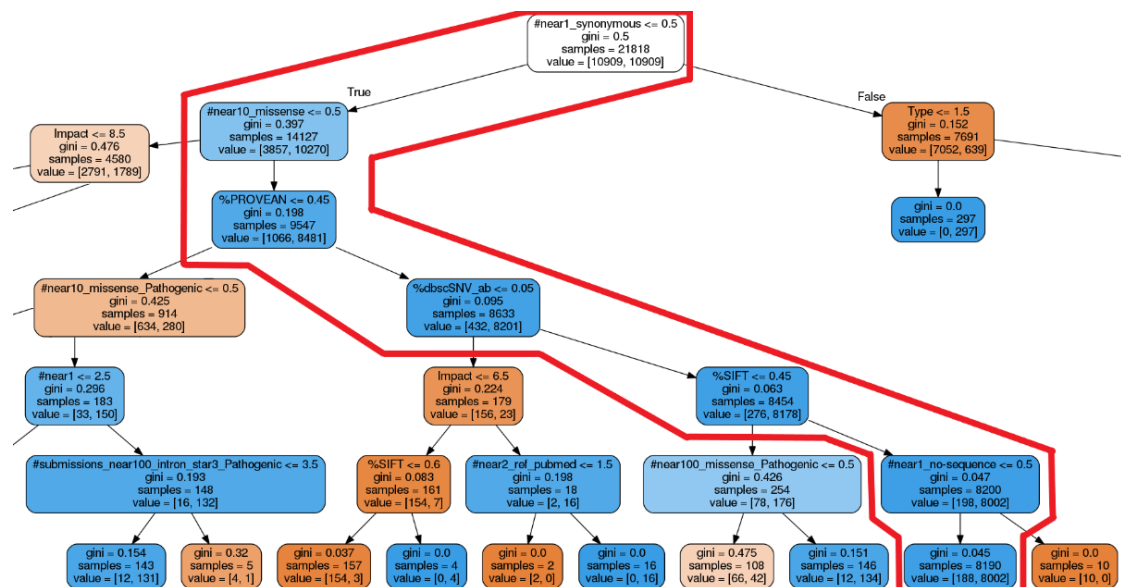 #near1_synonymous <= 0.5
gini = 0.5
samples = 21818
value = [10909, 10909]
True
False
#near10_missense <= 0.5
gini = 0.397
samples = 14127
value = [3857, 10270]
Type <= 1.5
gini = 0.152
samples = 7691
value = [7052, 639]
Impact <= 8.5
gini = 0.476
samples = 4580
value = [2791, 1789]
%PROVEAN <= 0.45
gini = 0.198
samples = 9547
value = [1066, 8481]
gini = 0.0
samples = 297
value = [0, 297]
#near10_missense_Pathogenic <= 0.5
gini = 0.425
samples = 914
value = [634, 280]
%dbscSNV_ab <= 0.05
gini = 0.095
samples = 8633
value = [432, 8201]
#near1 <= 2.5
gini = 0.296
samples = 183
value = [33, 150]
Impact <= 6.5
gini = 0.224
samples = 179
value = [156, 23]
%SIFT <= 0.45
gini = 0.063
samples = 8454
value = [276, 8178]
#submissions_near100_intron_star3_Pathogenic <= 3.5
gini = 0.193
samples = 148
value = [16, 132]
%SIFT <= 0.6
gini = 0.083
samples = 161
value = [154, 7]
#near2_ref_pubmed <= 1.5
gini = 0.198
samples = 18
value = [2, 16]
#near100_missense_Pathogenic <= 0.5
gini = 0.426
samples = 254
value = [78, 176]
#near1_no-sequence <= 0.5
gini = 0.047
samples = 8200
value = [198, 8002]
gini = 0.154
samples = 143
value = [12, 131]
gini = 0.32
samples = 5
value = [4, 1]
gini = 0.037
samples = 157
value = [154, 3]
gini = 0.0
samples = 4
value = [0, 4]
gini = 0.0
samples = 2
value = [2, 0]
gini = 0.0
samples = 16
value = [0, 16]
gini = 0.475
samples = 108
value = [66, 42]
gini = 0.151
samples = 146
value = [12, 134]
gini = 0.045
samples = 8190
value = [188, 8002]
gini = 0.0
samples = 10
value = [10, 0]